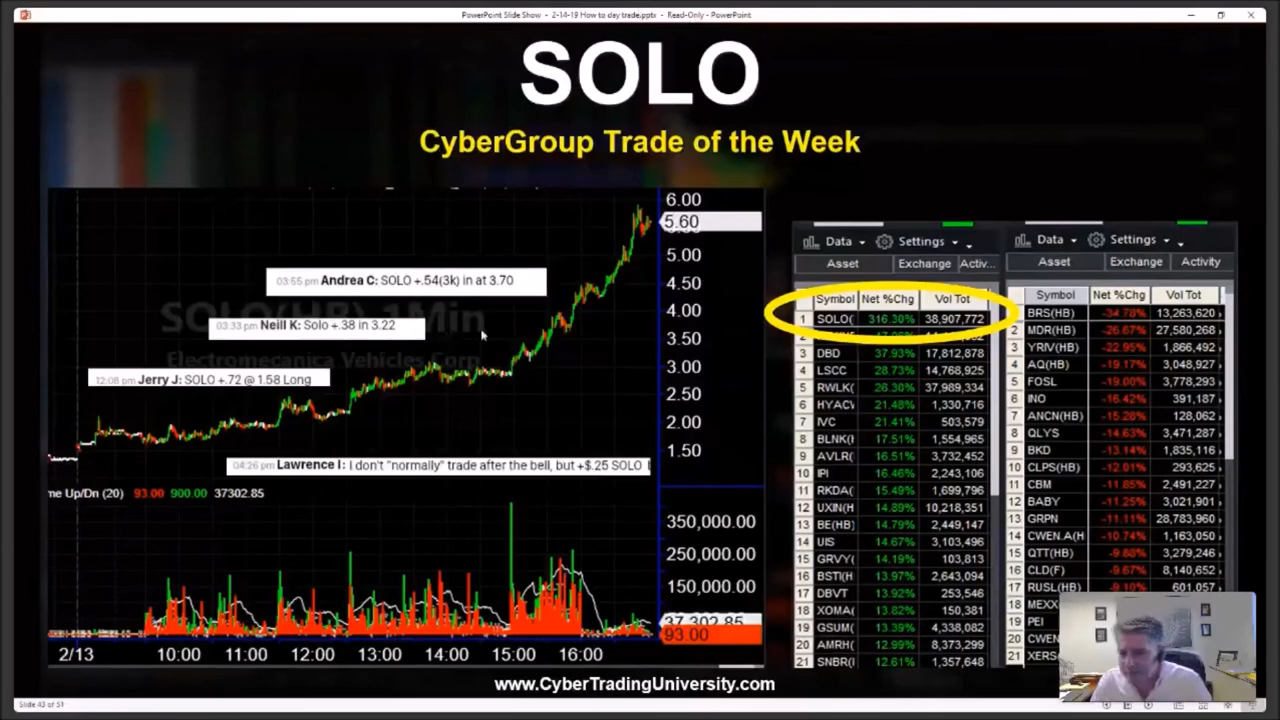 PowerPoint Slide Show - 2-14-19 How to day trade.pptx - Read-Only - PowerPoint
SOLO
CyberGroup Trade of the Week
SOLO(HB) 1 Min
Electromecanica Vehicles Corp
03:55 pm Andrea C: SOLO +.54(3k) in at 3.70
03:33 pm Neill K: Solo +.38 in 3.22
12:08 pm Jerry J: SOLO +.72 @ 1.58 Long
04:26 pm Lawrence I: I don't "normally" trade after the bell, but +$.25 SOLO
6.00
5.60
5.00
4.50
4.00
3.50
3.00
2.50
2.00
1.50
me Up/Dn (20) 93.00 900.00 37302.85
350,000.00
250,000.00
150,000.00
37,302.85
93.00
2/13 10:00 11:00 12:00 13:00 14:00 15:00 16:00
Data Settings
Asset Exchange Activ...
Symbol Net %Chg Vol Tot
1 SOLO( 316.30% 38,907,772
2
3 DBD 37.93% 17,812,878
4 LSCC 28.73% 14,768,925
5 RWLK( 26.30% 37,989,334
6 HYACV 21.48% 1,330,716
7 IVC 21.41% 503,579
8 BLNK(I 17.51% 1,554,965
9 AVLR( 16.51% 3,732,452
10 IPI 16.46% 2,243,106
11 RKDA( 15.49% 1,699,796
12 UXIN(H 14.89% 10,218,351
13 BE(HB) 14.79% 2,449,147
14 UIS 14.67% 3,103,496
15 GRVY( 14.19% 103,813
16 BSTI(H 13.97% 2,643,094
17 DBVT 13.92% 253,546
18 XOMA( 13.82% 150,381
19 GSUM( 13.39% 4,338,082
20 AMRH( 12.99% 8,373,299
21 SNBR(I 12.61% 1,357,648
Data Settings
Asset Exchange Activity
Symbol Net %Chg Vol Tot
BRS(HB) -34.78% 13,263,620
2 MDR(HB) -26.67% 27,580,268
3 YRIV(HB) -22.95% 1,866,492
4 AQ(HB) -19.17% 3,048,927
5 FOSL -19.00% 3,778,293
6 INO -16.42% 391,187
7 ANCN(HB) -15.28% 128,062
8 QLYS -14.63% 3,471,287
9 BKD -13.14% 1,835,116
10 CLPS(HB) -12.01% 293,625
11 CBM -11.85% 2,491,227
12 BABY -11.25% 3,021,901
13 GRPN -11.11% 28,783,960
14 CWEN.A(H -10.74% 1,163,050
15 QTT(HB) -9.88% 3,279,246
16 CLD(F) -9.67% 8,140,652
17 RUSL(HB) -9.10% 601,057
18 MEXX
19 PEI
20 CWEN
21 XERS
www.CyberTradingUniversity.com
Slide 43 of 51